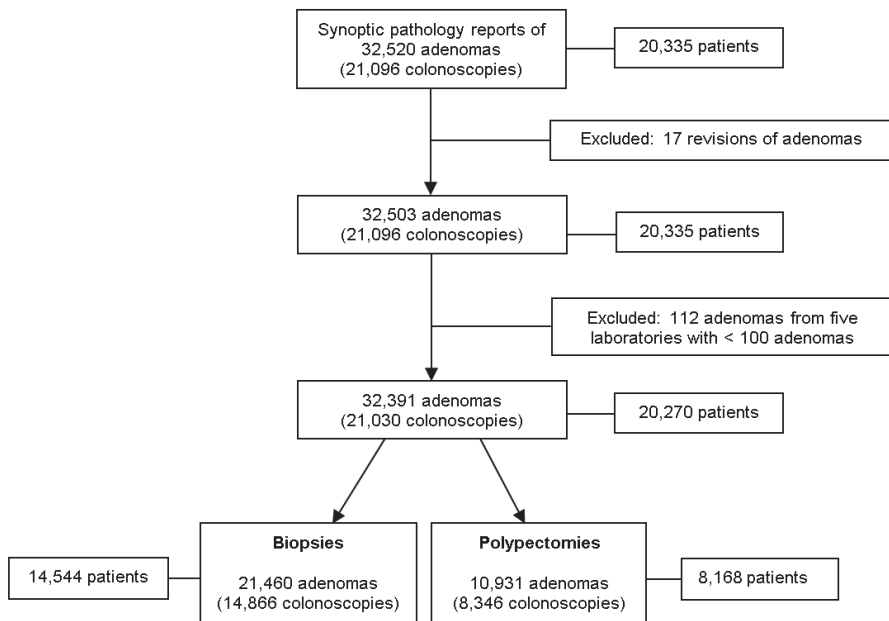 Synoptic pathology reports of
32,520 adenomas
(21,096 colonoscopies)
20,335 patients
Excluded: 17 revisions of adenomas
32,503 adenomas
(21,096 colonoscopies)
20,335 patients
Excluded: 112 adenomas from five
laboratories with < 100 adenomas
32,391 adenomas
(21,030 colonoscopies)
20,270 patients
14,544 patients
Biopsies
21,460 adenomas
(14,866 colonoscopies)
Polypectomies
10,931 adenomas
(8,346 colonoscopies)
8,168 patients